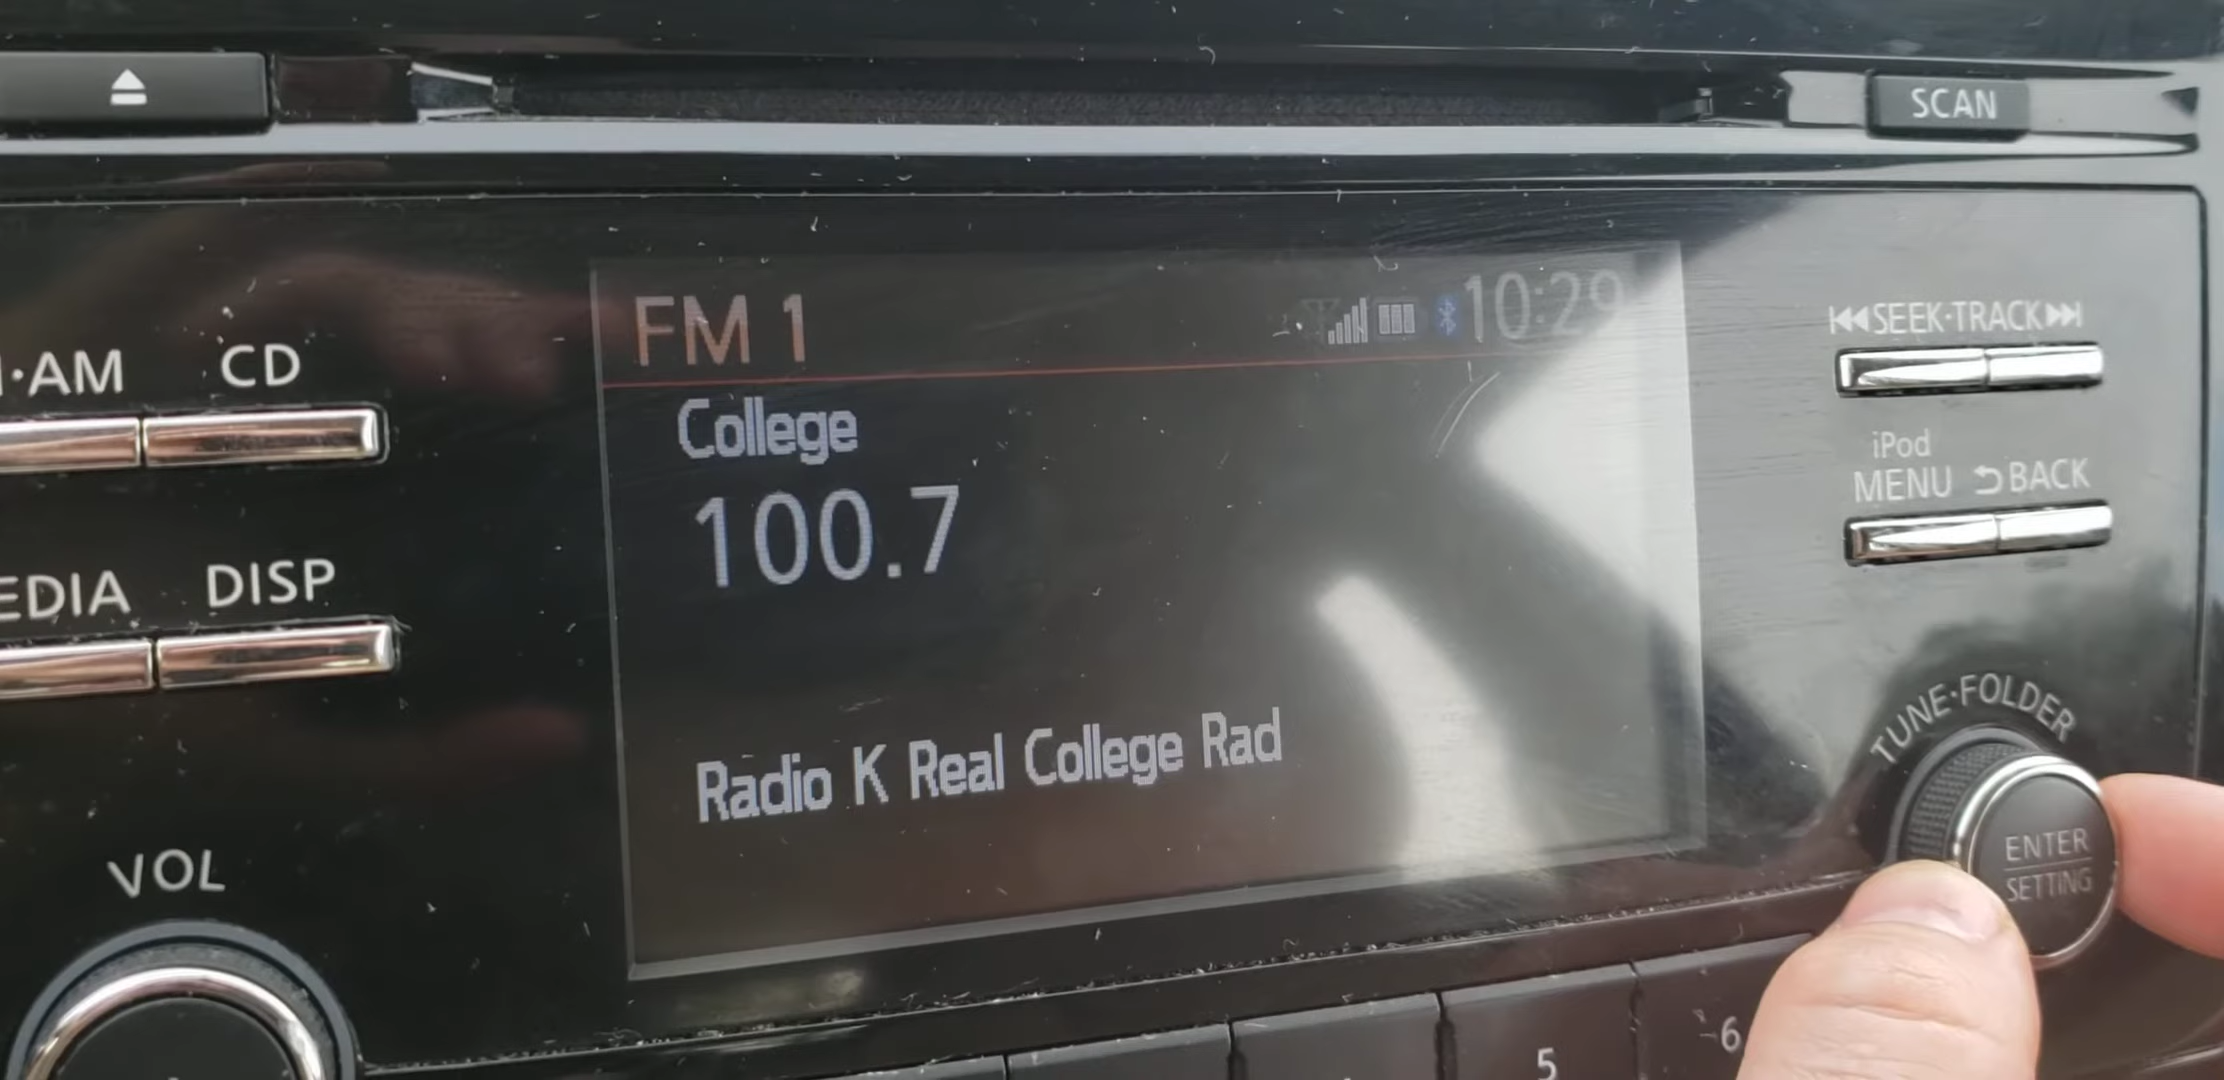 SCAN
FM 1
10:29
SEEK·TRACK
·AM
CD
College
iPod
MENU
BACK
100.7
EDIA
DISP
TUNE·FOLDER
Radio K Real College Rad
ENTER
SETTING
VOL
5
6